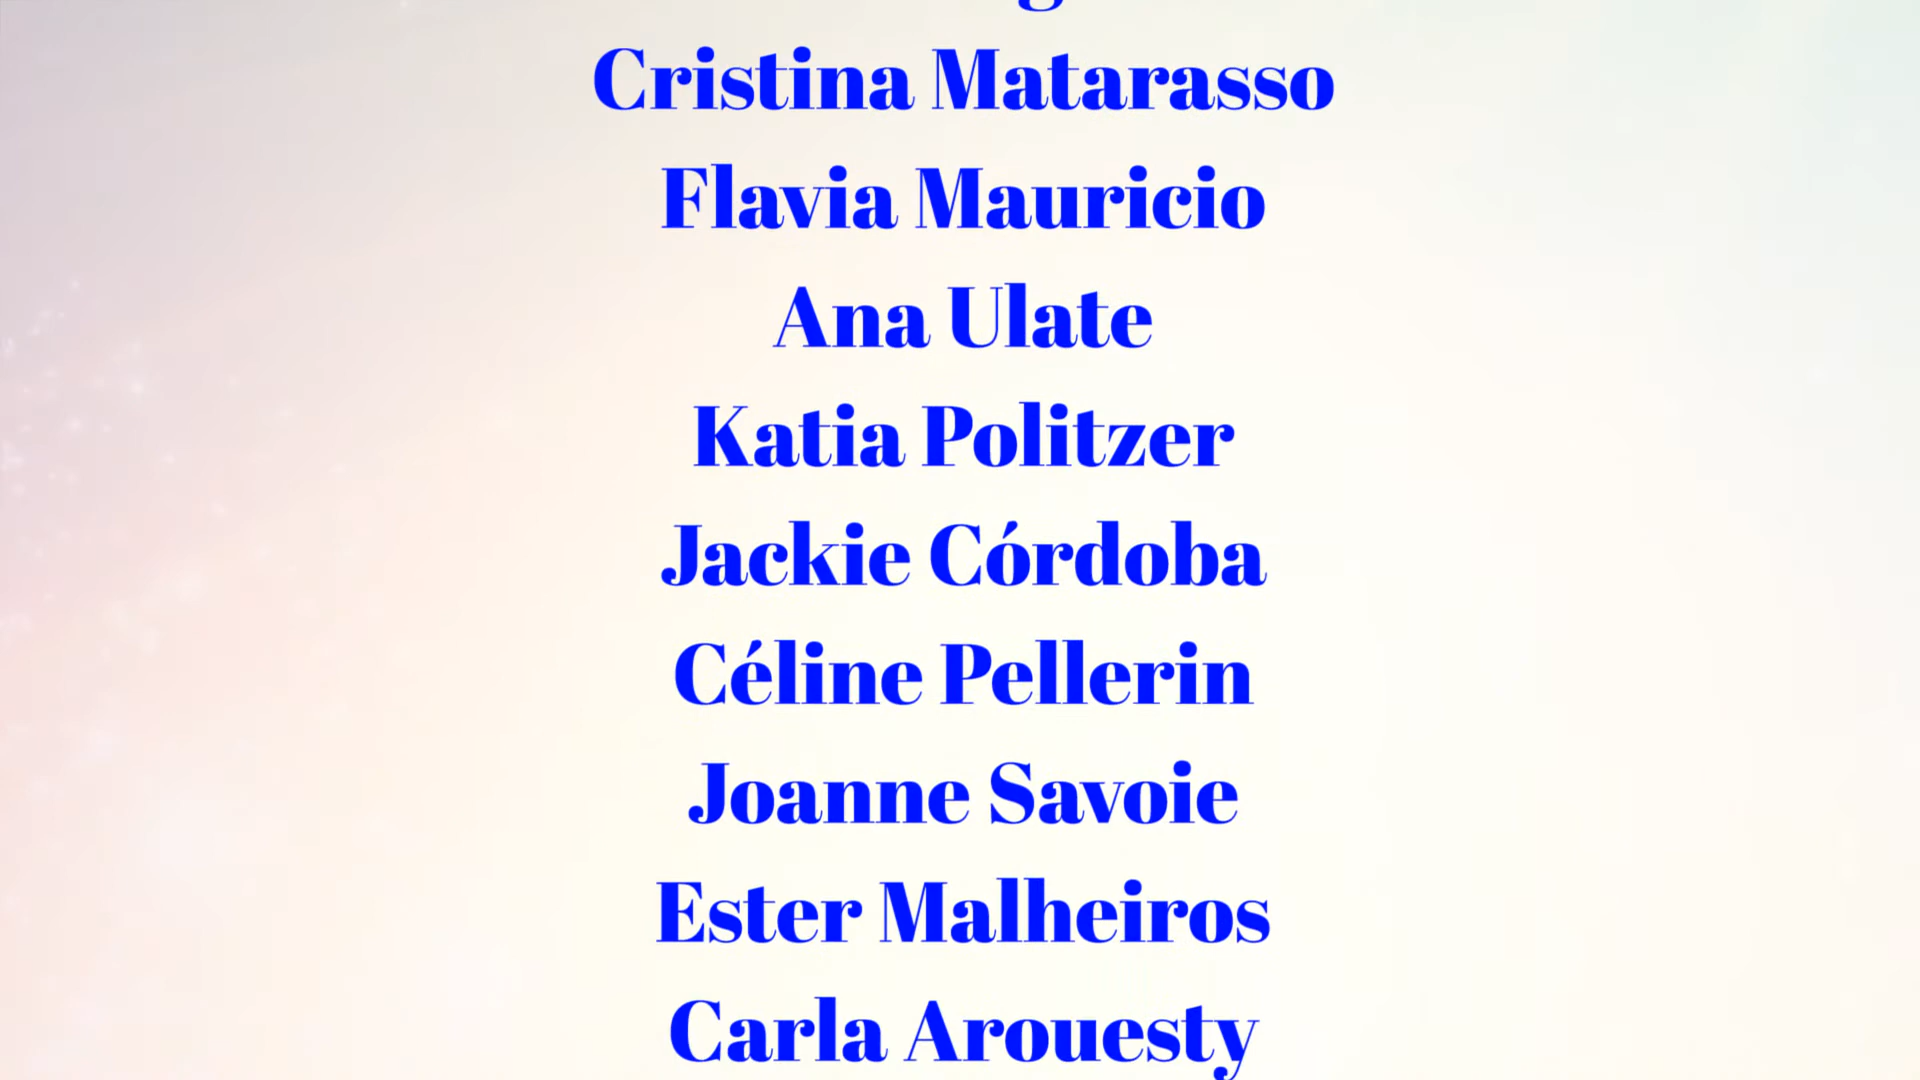 Cristina Matarasso
Flavia Mauricio
Ana Ulate
Katia Politzer
Jackie Córdoba
Céline Pellerin
Joanne Savoie
Ester Malheiros
Carla Arouesty